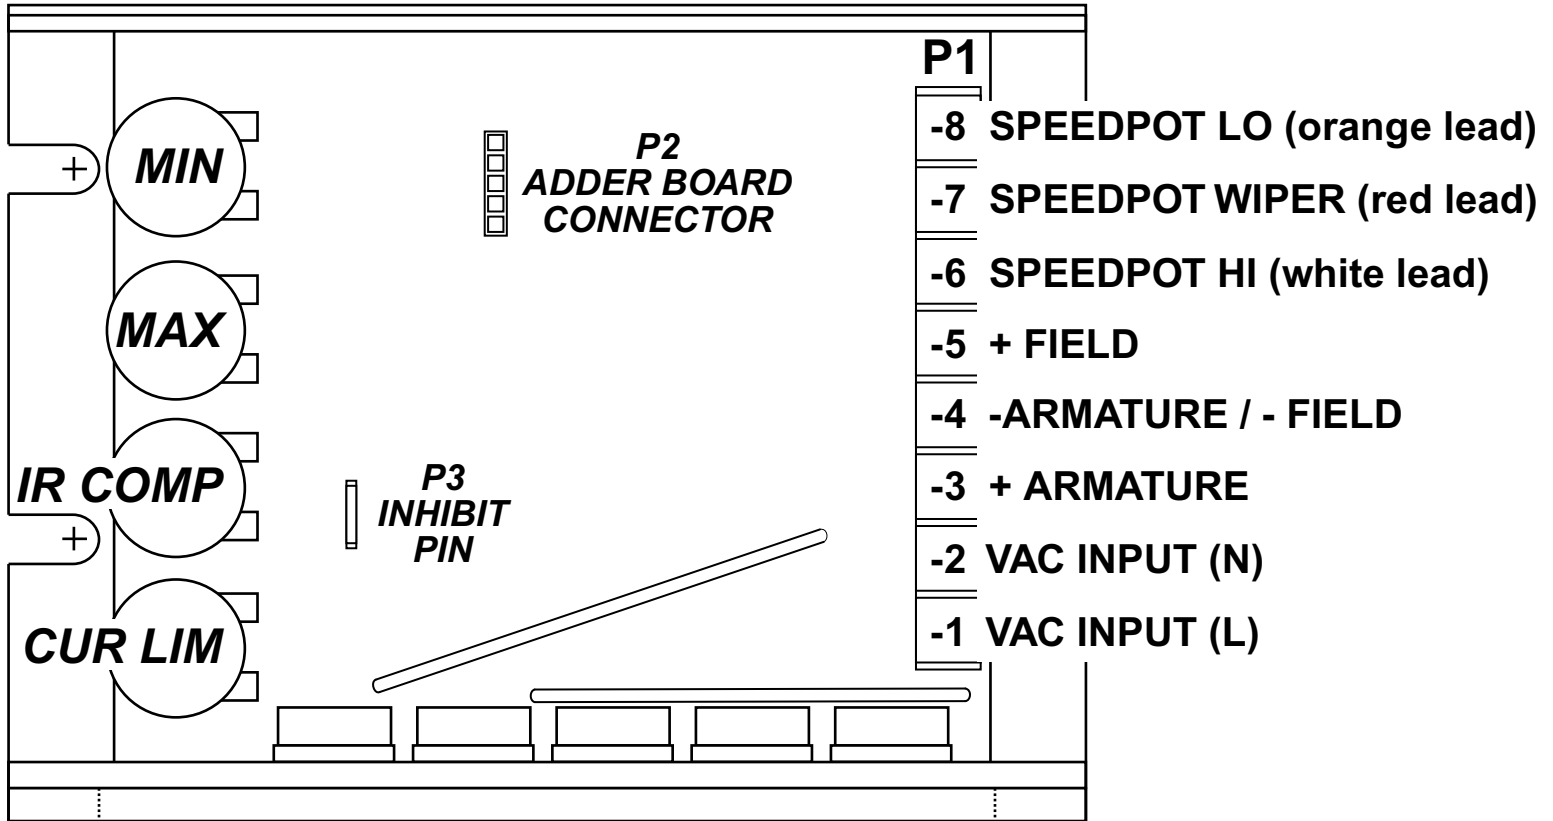 P1
-8 SPEEDPOT LO (orange lead)
-7 SPEEDPOT WIPER (red lead)
-6 SPEEDPOT HI (white lead)
-5 + FIELD
-4 -ARMATURE / - FIELD
-3 + ARMATURE
-2 VAC INPUT (N)
-1 VAC INPUT (L)
MIN
MAX
IR COMP
CUR LIM
P2
ADDER BOARD
CONNECTOR
P3
INHIBIT
PIN